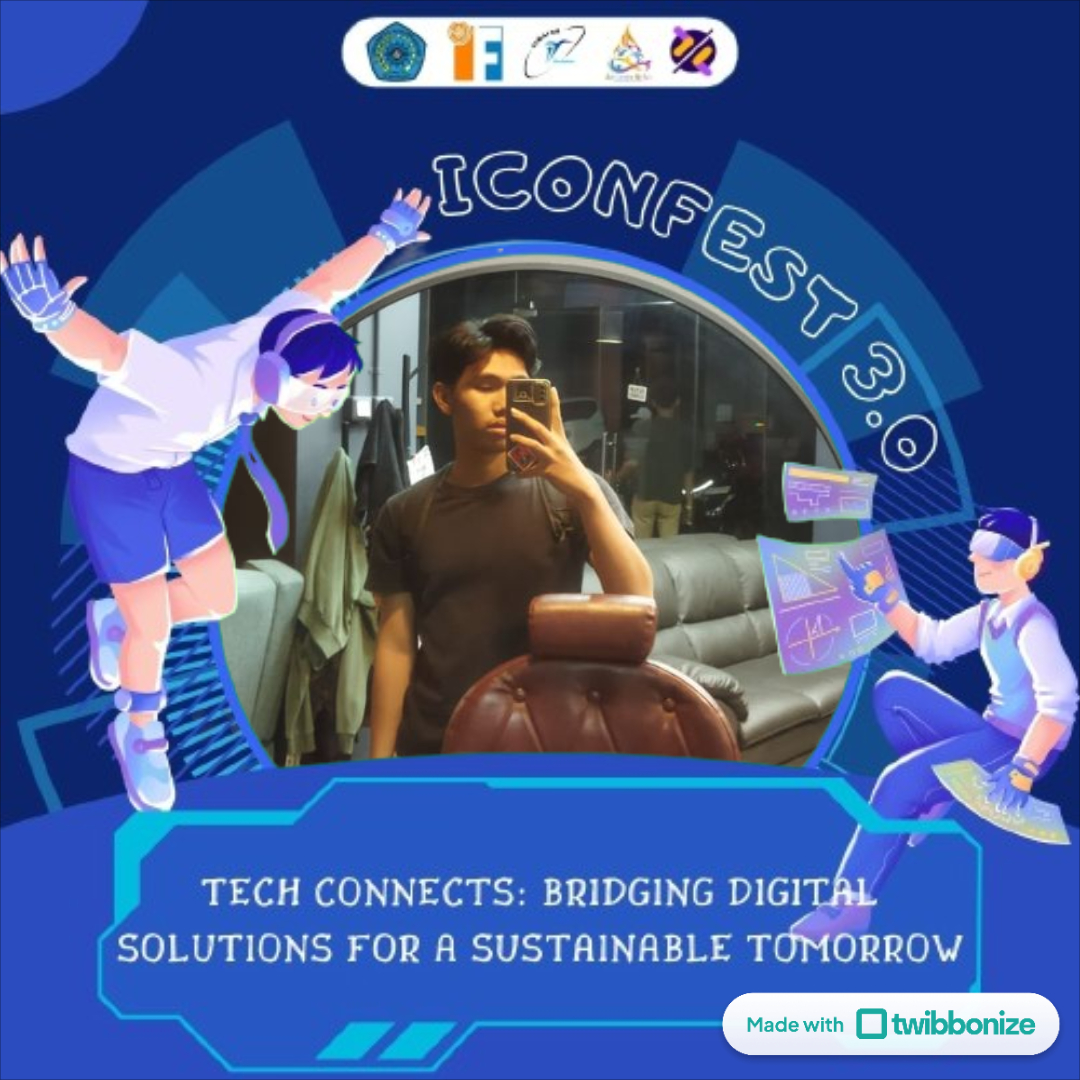 ICONFEST 3.0
TECH CONNECTS: BRIDGING DIGITAL
SOLUTIONS FOR A SUSTAINABLE TOMORROW
Made with twibbonize